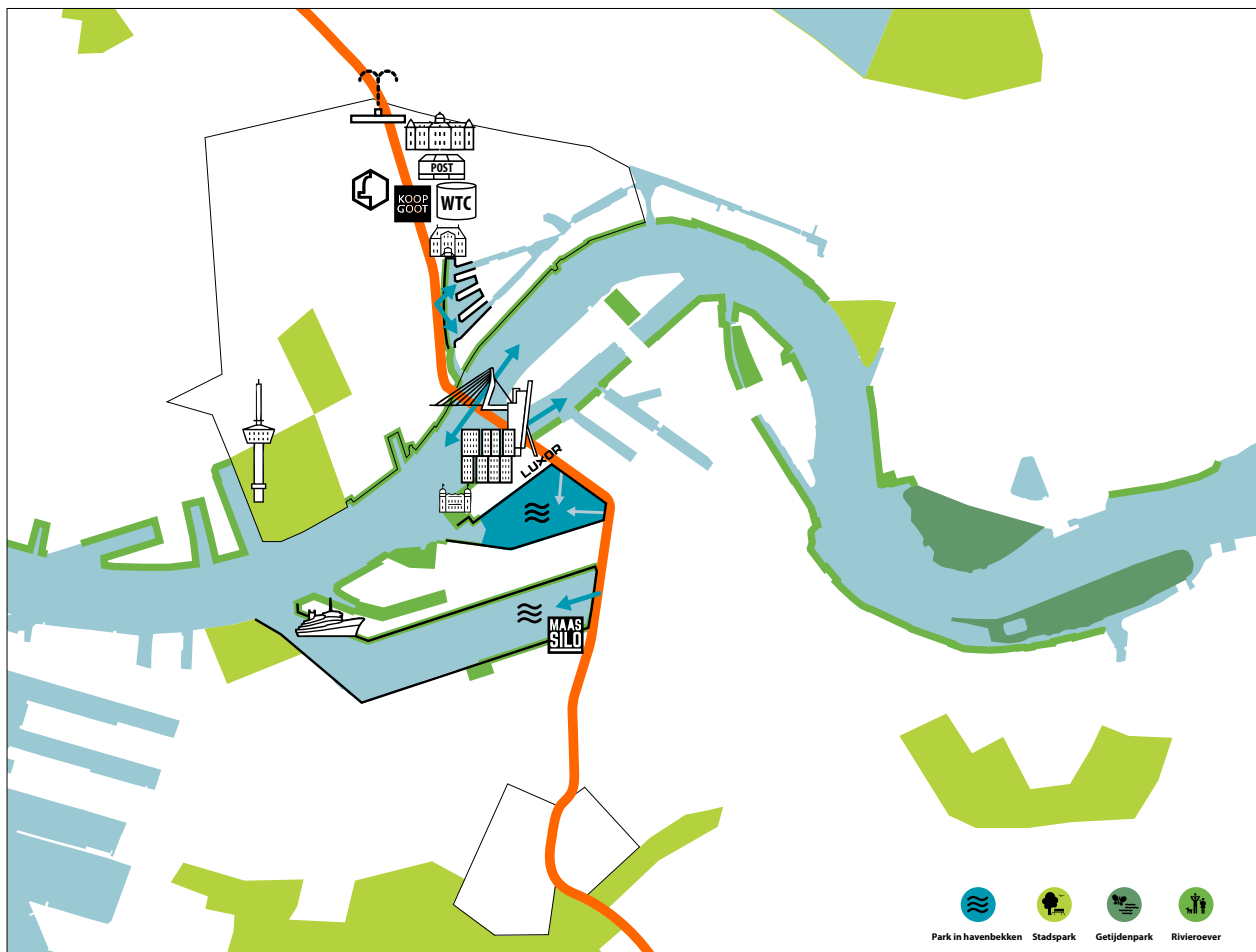 POST
KOOP
GOOT
WTC
LUXOR
MAAS
SILO
Park in havenbekken
Stadspark
Getijdenpark
Rivieroever